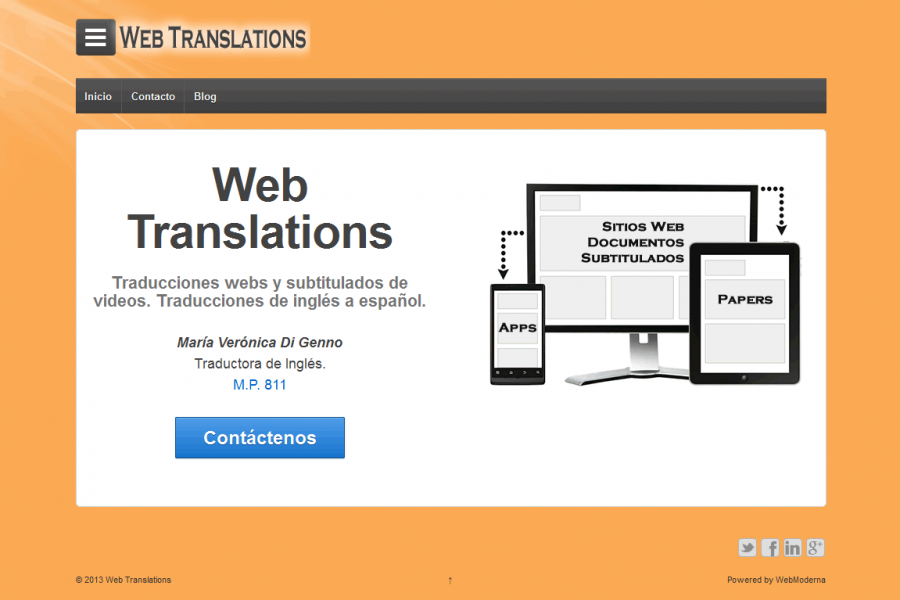 WEB TRANSLATIONS
Inicio
Contacto
Blog
Web
Translations
Traducciones webs y subtitulados de
videos. Traducciones de inglés a español.
María Verónica Di Genno
Traductora de Inglés.
M.P. 811
Contáctenos
SITIOS WEB
DOCUMENTOS
SUBTITULADOS
APPS
PAPERS
© 2013 Web Translations
↑
Powered by WebModerna